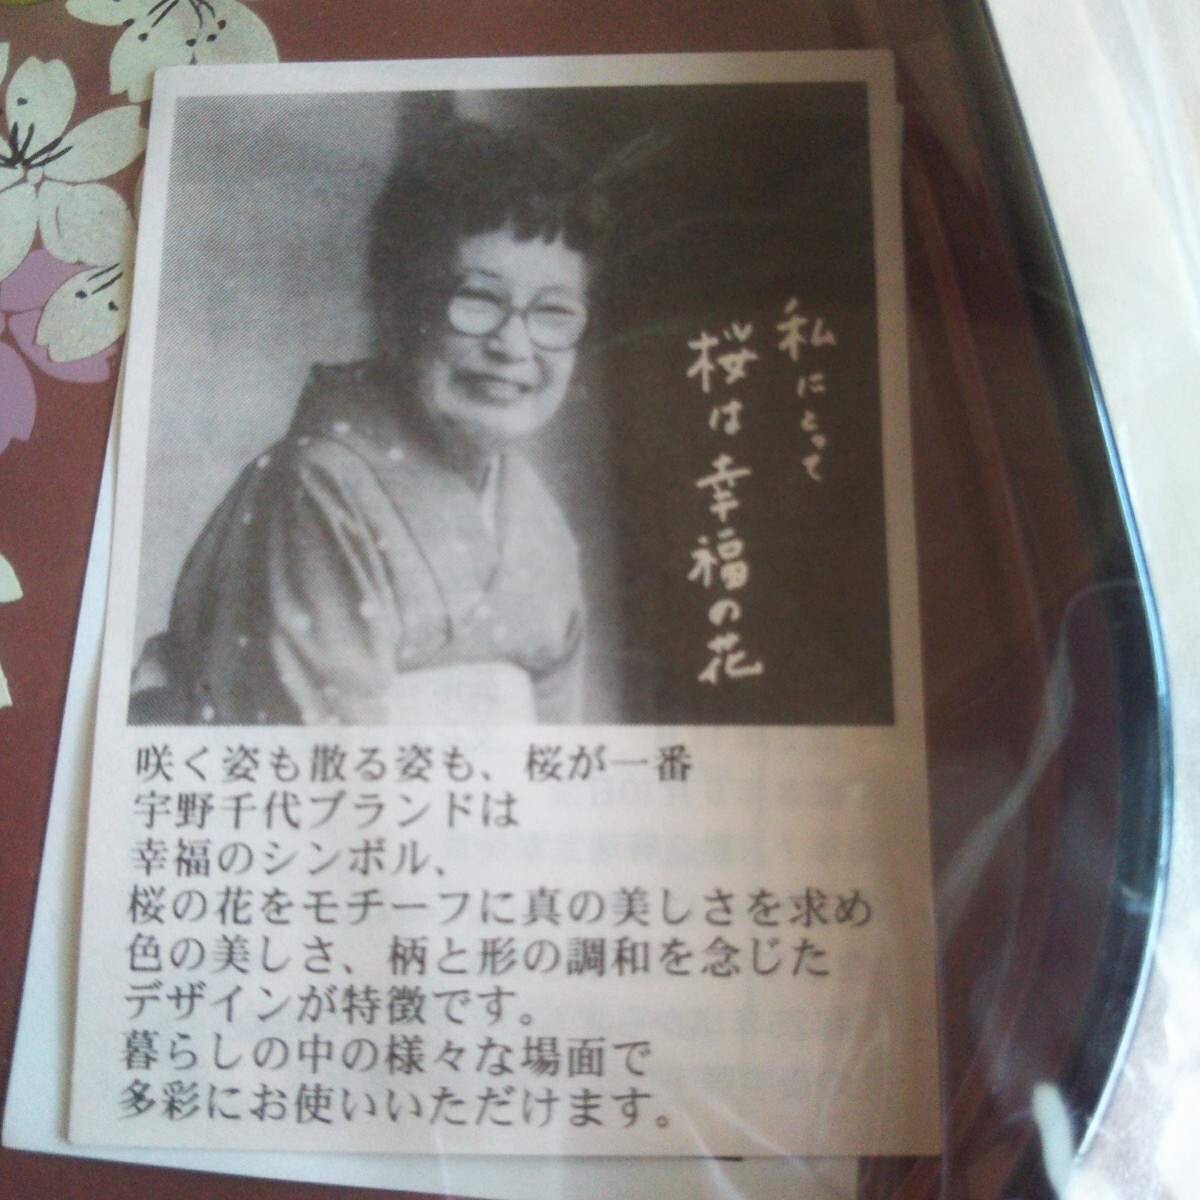 私にとって
桜は幸福の花
咲く姿も散る姿も、桜が一番
宇野千代ブランドは
幸福のシンボル、
桜の花をモチーフに真の美しさを求め
色の美しさ、柄と形の調和を念じた
デザインが特徴です。
暮らしの中の様々な場面で
多彩にお使いいただけます。